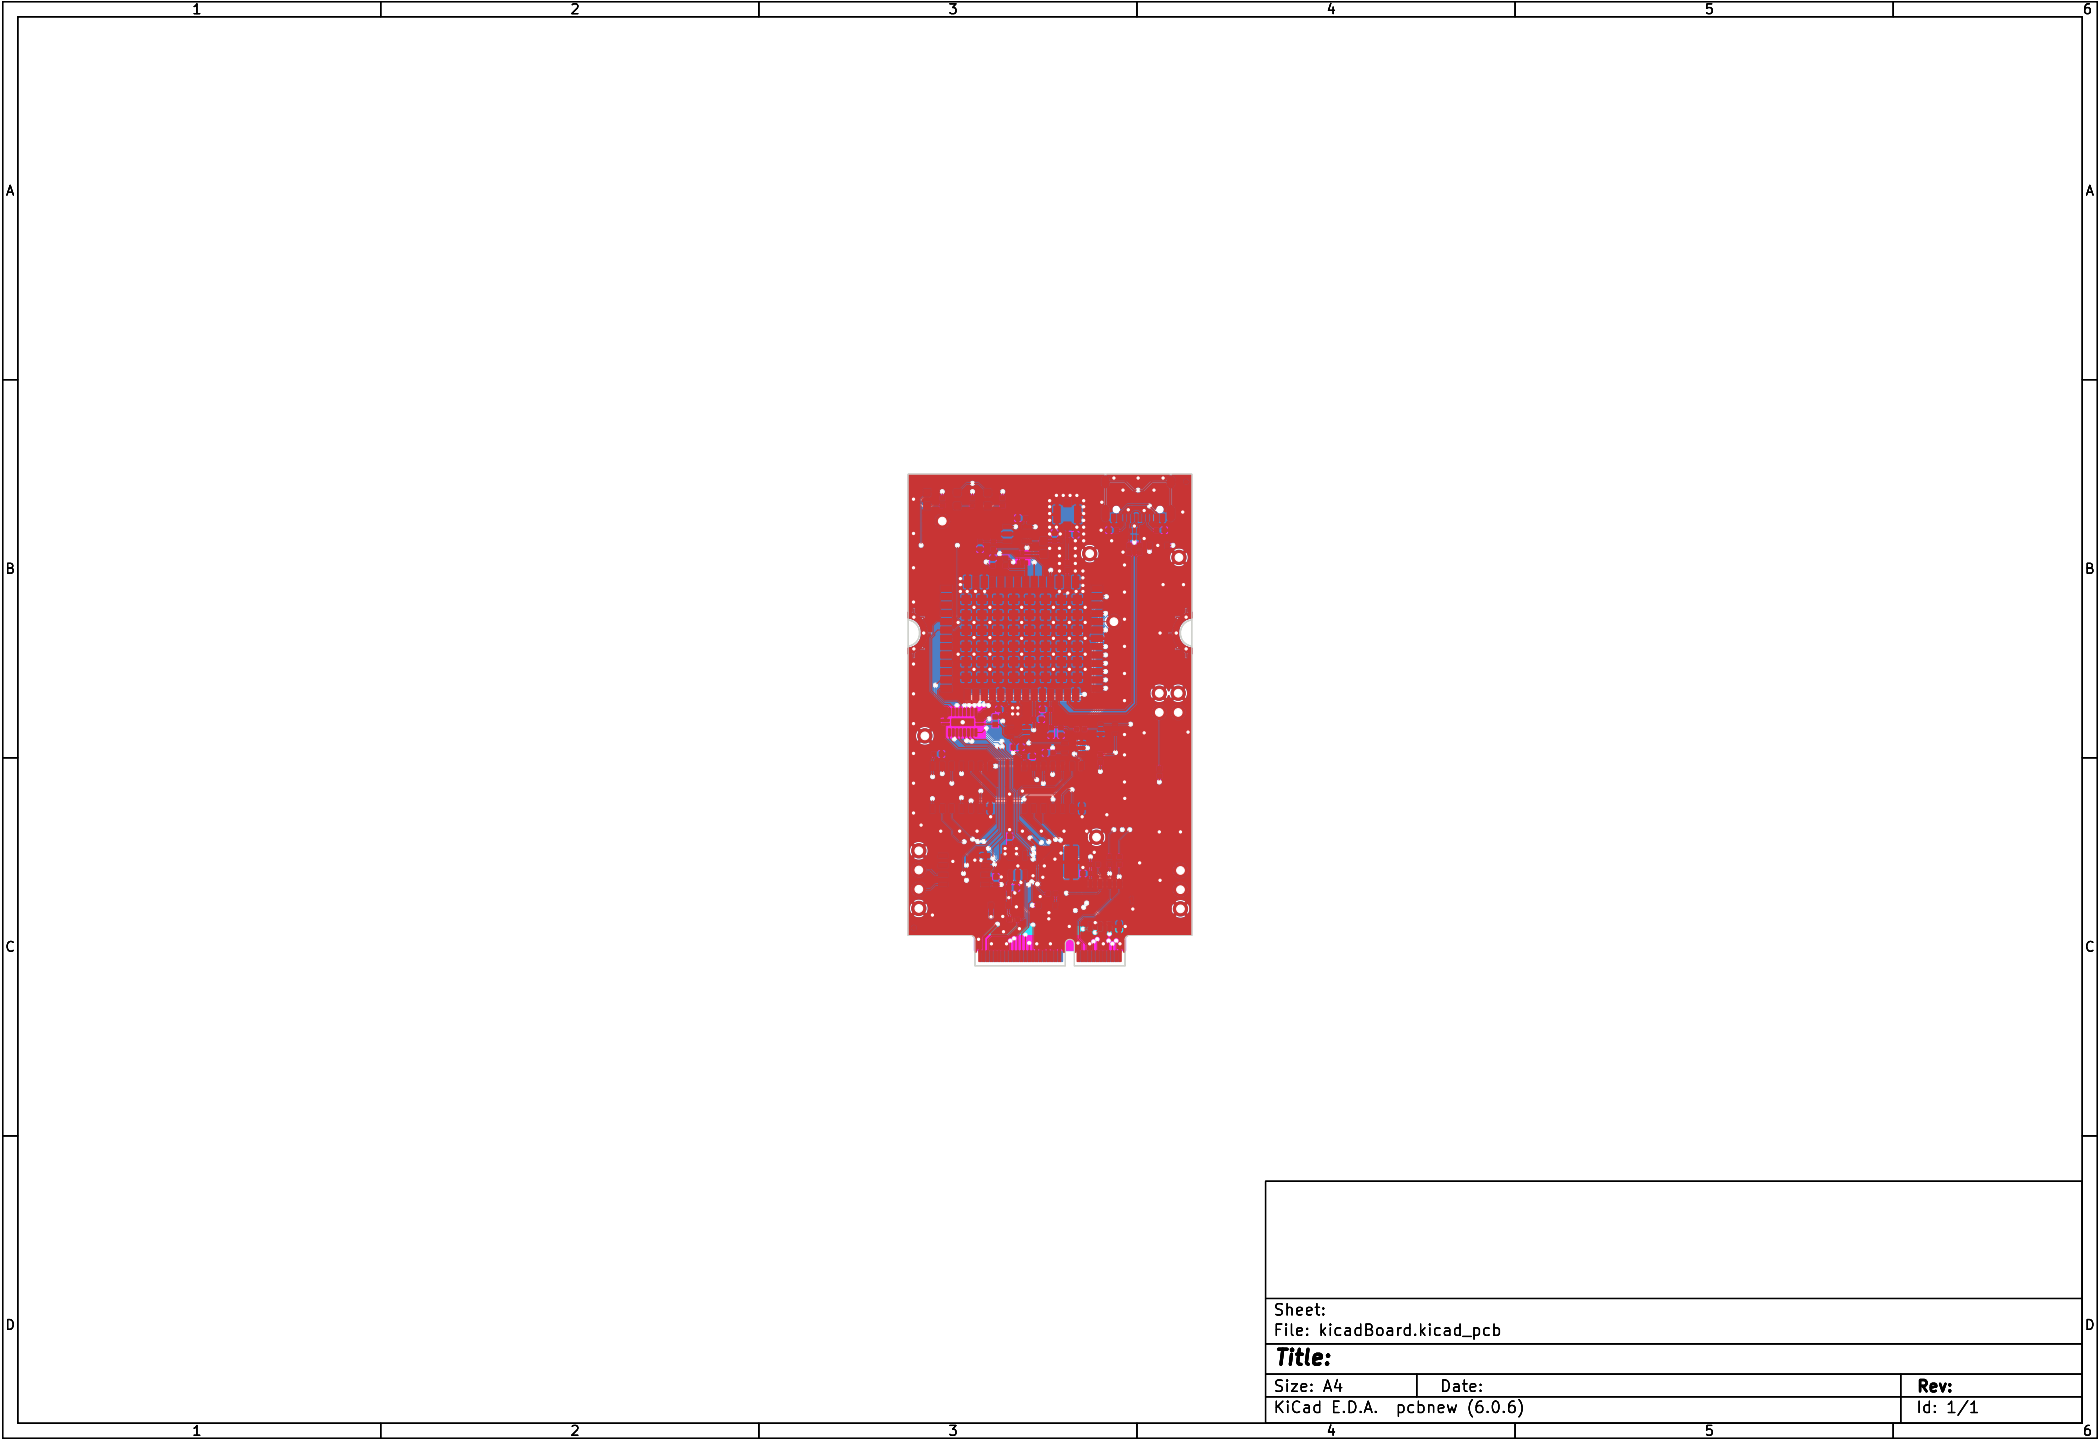 1 2 3 4 5 6
A A
B B
C C
D D
Sheet:
File: kicadBoard.kicad_pcb
Title:
Size: A4 Date: Rev:
KiCad E.D.A. pcbnew (6.0.6) Id: 1/1
1 2 3 4 5 6